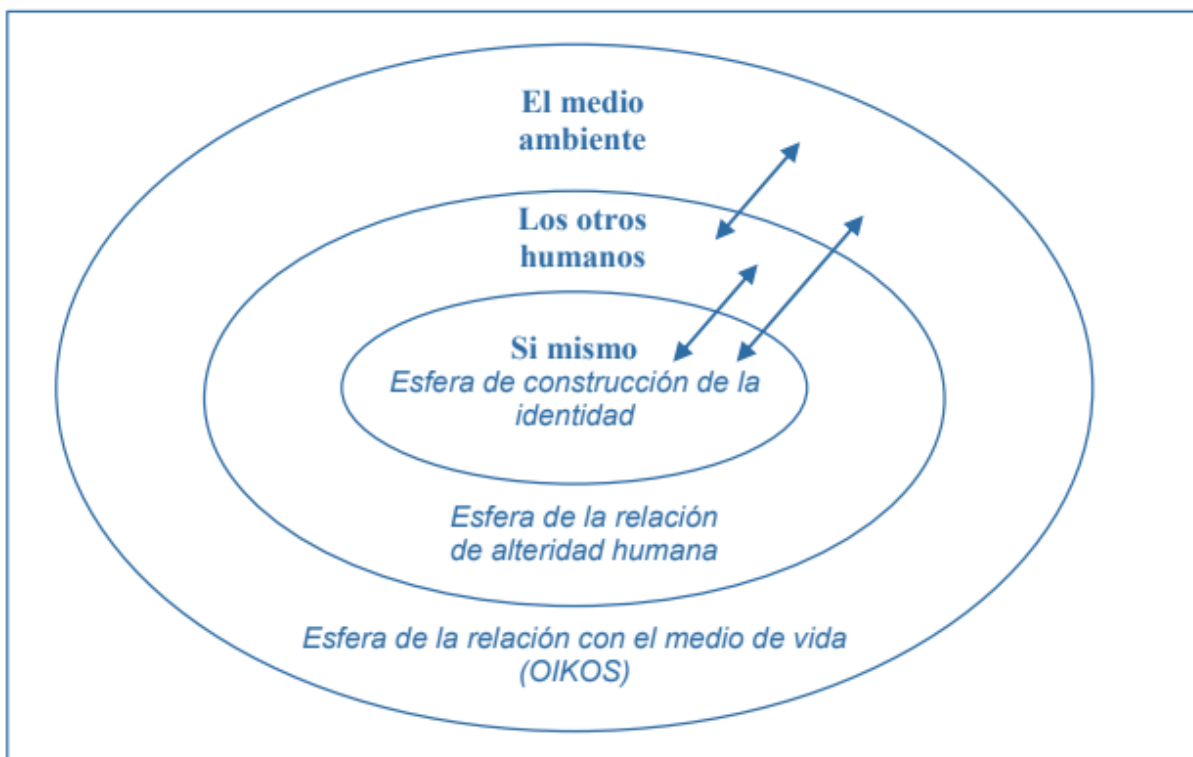 El medio
ambiente
Los otros
humanos
Si mismo
Esfera de construcción de la
identidad
Esfera de la relación
de alteridad humana
Esfera de la relación con el medio de vida
(OIKOS)